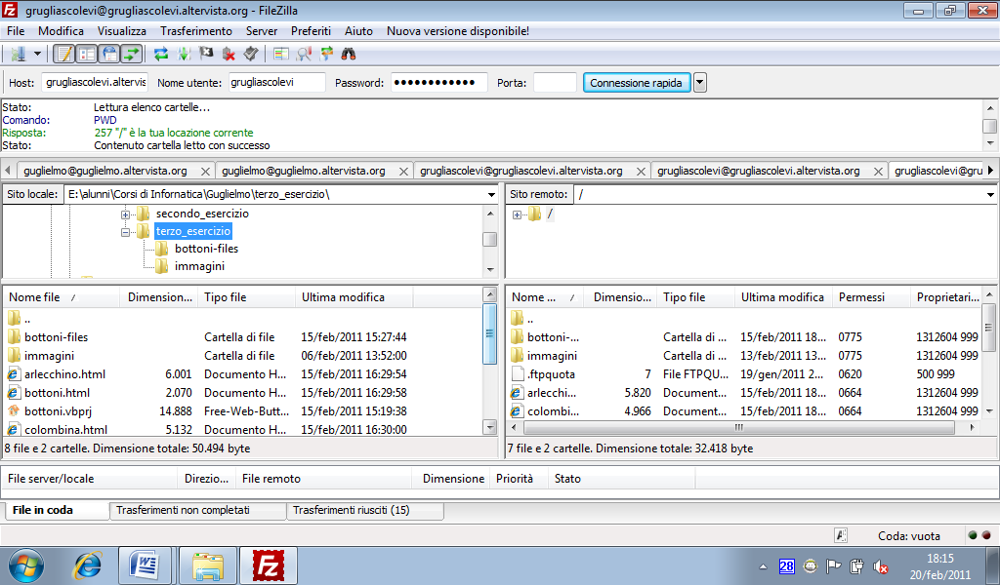 grugliascolevi@grugliascolevi.altervista.org - FileZilla
File Modifica Visualizza Trasferimento Server Preferiti Aiuto Nuova versione disponibile!
Host: grugliascolevi.altervis Nome utente: grugliascolevi Password: ●●●●●●●●●●●● Porta: Connessione rapida
Stato: Lettura elenco cartelle...
Comando: PWD
Risposta: 257 "/" è la tua locazione corrente
Stato: Contenuto cartella letto con successo
guglielmo@guglielmo.altervista.org guglielmo@guglielmo.altervista.org grugliascolevi@grugliascolevi.altervista.org grugliascolevi@grugliascolevi.altervista.org grugliascolevi@gru
Sito locale: E:\alunni\Corsi di Informatica\Guglielmo\terzo_esercizio\
secondo_esercizio
terzo_esercizio
bottoni-files
immagini
Sito remoto: /
/
Nome file Dimension... Tipo file Ultima modifica
..
bottoni-files Cartella di file 15/feb/2011 15:27:44
immagini Cartella di file 06/feb/2011 13:52:00
arlecchino.html 6.001 Documento H... 15/feb/2011 16:29:54
bottoni.html 2.070 Documento H... 15/feb/2011 16:29:58
bottoni.vbprj 14.888 Free-Web-Butt... 15/feb/2011 15:19:38
colombina.html 5.132 Documento H... 15/feb/2011 16:30:00
8 file e 2 cartelle. Dimensione totale: 50.494 byte
Nome ... Dimensio... Tipo file Ultima modifica Permessi Proprietari...
..
bottoni-... Cartella di ... 15/feb/2011 18... 0775 1312604 999
immagini Cartella di ... 13/feb/2011 13... 0775 1312604 999
.ftpquota 7 File FTPQU... 19/gen/2011 2... 0620 500 999
arlecchi... 5.820 Document... 15/feb/2011 18... 0664 1312604 999
colombi... 4.966 Document... 15/feb/2011 18... 0664 1312604 999
7 file e 2 cartelle. Dimensione totale: 32.418 byte
File server/locale Direzio... File remoto Dimensione Priorità Stato
File in coda Trasferimenti non completati Trasferimenti riusciti (15)
Coda: vuota
28
18:15
20/feb/2011